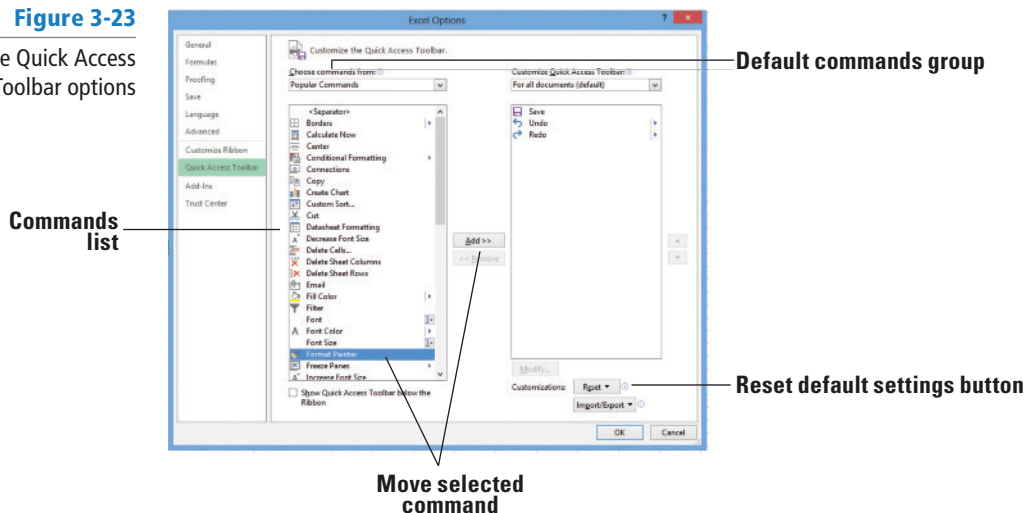 Figure 3-23
e Quick Access
Toolbar options
Excel Options
General
Formulas
Proofing
Save
Language
Advanced
Customize Ribbon
Quick Access Toolbar
Add-Ins
Trust Center
Customize the Quick Access Toolbar.
Choose commands from:
Popular Commands
<Separator>
Borders
Calculate Now
Center
Conditional Formatting
Connections
Copy
Create Chart
Custom Sort...
Cut
Datasheet Formatting
Decrease Font Size
Delete Cells...
Delete Sheet Columns
Delete Sheet Rows
Email
Fill Color
Filter
Font
Font Color
Font Size
Format Painter
Freeze Panes
Increase Font Size
Show Quick Access Toolbar below the
Ribbon
Add >>
<< Remove
Customize Quick Access Toolbar:
For all documents (default)
Save
Undo
Redo
Modify...
Customizations:
Reset
Import/Export
OK
Cancel
Default commands group
Commands
list
Reset default settings button
Move selected
command